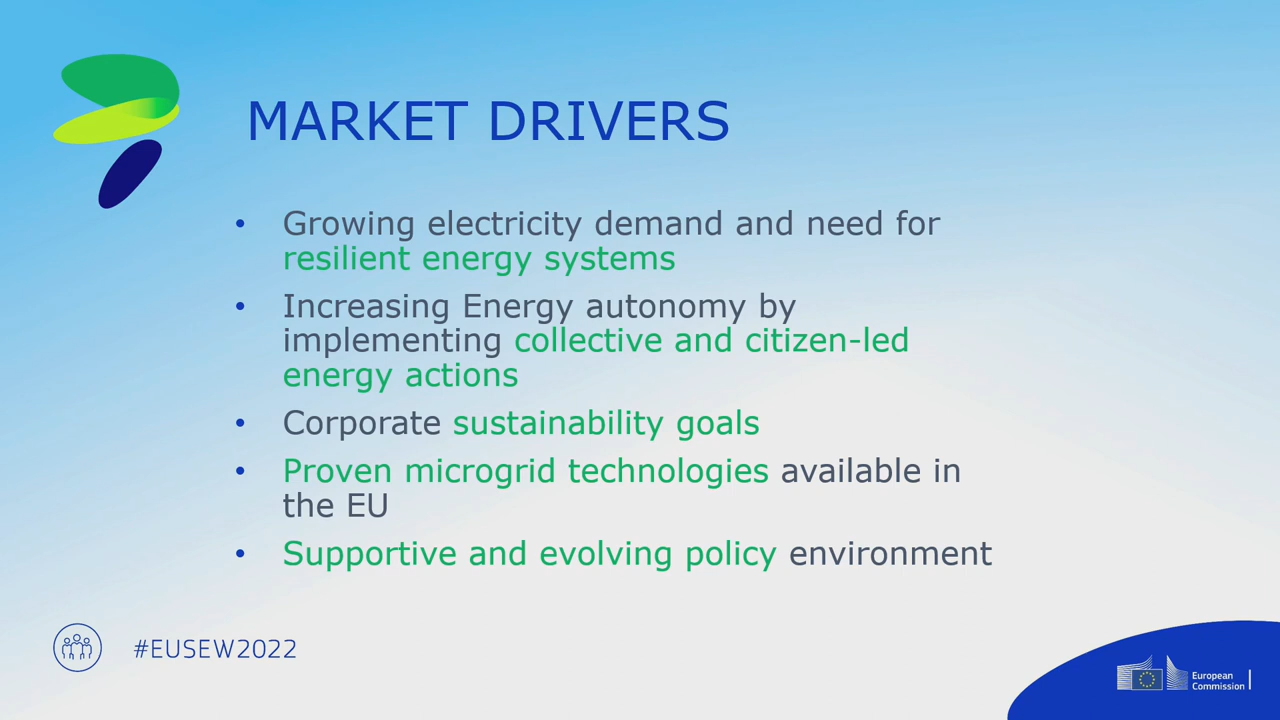 MARKET DRIVERS
• Growing electricity demand and need for
resilient energy systems
• Increasing Energy autonomy by
implementing collective and citizen-led
energy actions
• Corporate sustainability goals
• Proven microgrid technologies available in
the EU
• Supportive and evolving policy environment
#EUSEW2022
European
Commission